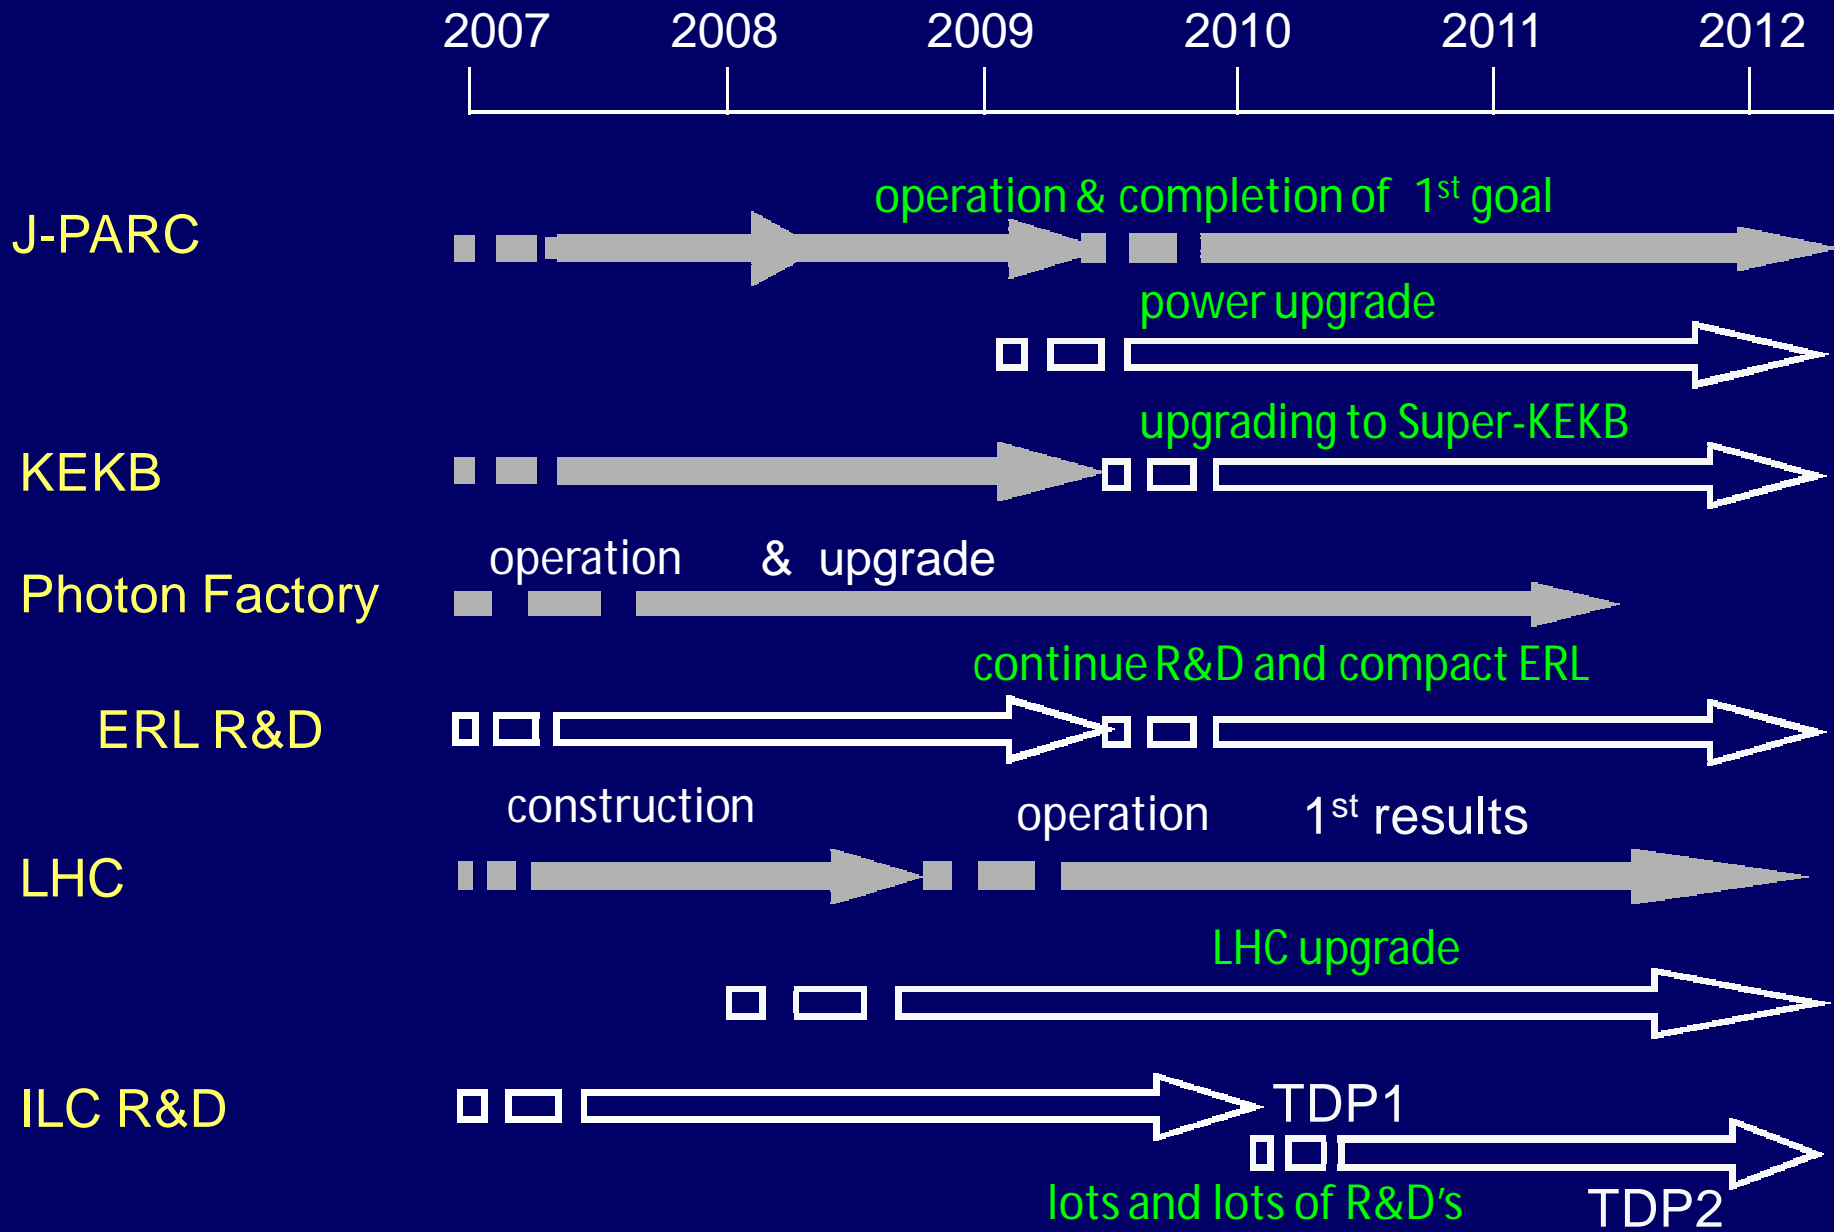 2007 2008 2009 2010 2011 2012
operation & completion of 1st goal
J-PARC
power upgrade
upgrading to Super-KEKB
KEKB
operation & upgrade
Photon Factory
continue R&D and compact ERL
ERL R&D
construction operation 1st results
LHC
LHC upgrade
ILC R&D TDP1
lots and lots of R&D’s TDP2